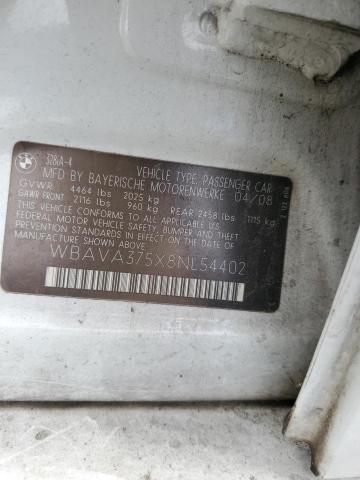 BMW
328iA-4 VEHICLE TYPE: PASSENGER CAR
MFD BY BAYERISCHE MOTORENWERKE 04/08
GVWR 4464 lbs 2025 kg
GAWR FRONT 2116 lbs 960 kg REAR 2458 lbs 1115 kg
THIS VEHICLE CONFORMS TO ALL APPLICABLE U.S.
FEDERAL MOTOR VEHICLE SAFETY,
BUMPER, AND THEFT PREVENTION STANDARDS
IN EFFECT ON THE DATE OF MANUFACTURE SHOWN ABOVE.
WBAVA375X8NL54402